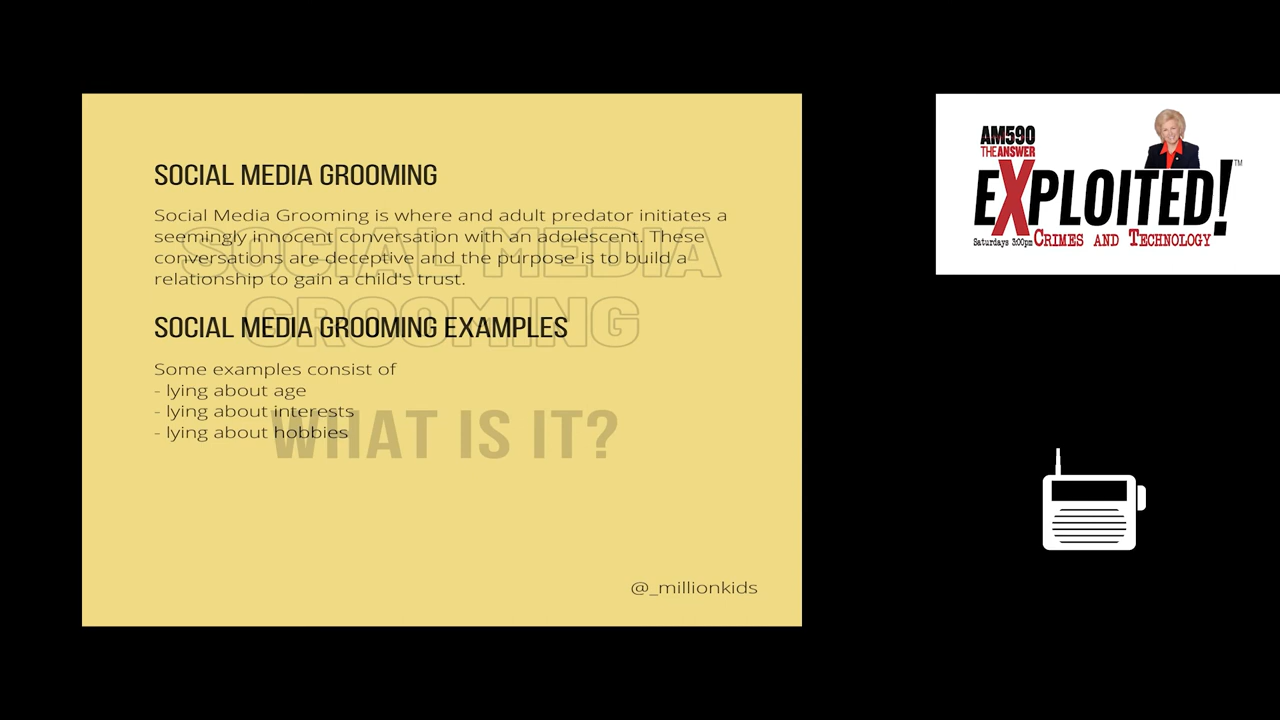 SOCIAL MEDIA GROOMING
Social Media Grooming is where and adult predator initiates a
seemingly innocent conversation with an adolescent. These
conversations are deceptive and the purpose is to build a
relationship to gain a child's trust.
SOCIAL MEDIA
GROOMING
SOCIAL MEDIA GROOMING EXAMPLES
Some examples consist of
- lying about age
- lying about interests
- lying about hobbies
WHAT IS IT?
@_millionkids
AM590
THE ANSWER
EXPLOITED!™
Saturdays 3:00pm CRIMES AND TECHNOLOGY